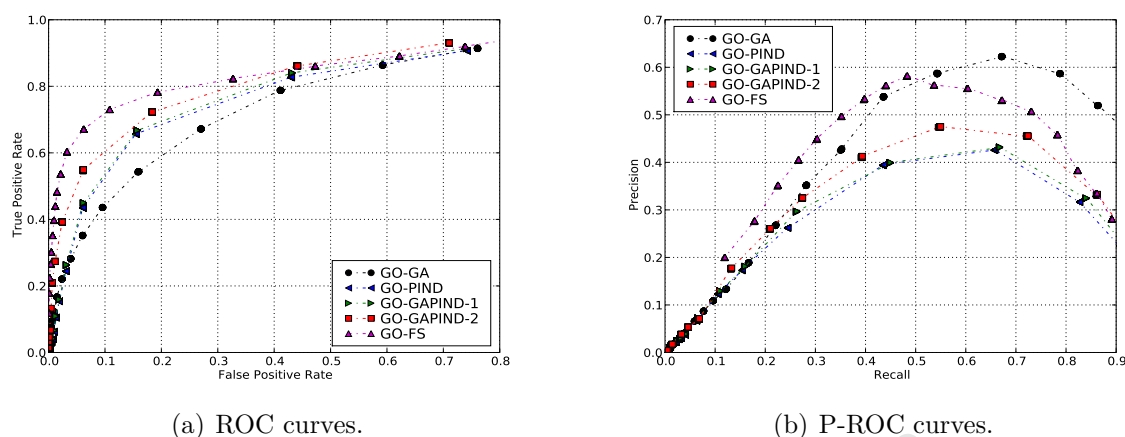 1.0
0.8
0.6
0.4
0.2
0.0
True Positive Rate
0.0 0.1 0.2 0.3 0.4 0.5 0.6 0.7 0.8
False Positive Rate
GO-GA
GO-PIND
GO-GAPIND-1
GO-GAPIND-2
GO-FS
(a) ROC curves.
0.7
0.6
0.5
0.4
0.3
0.2
0.1
0.0
Precision
0.0 0.1 0.2 0.3 0.4 0.5 0.6 0.7 0.8 0.9
Recall
GO-GA
GO-PIND
GO-GAPIND-1
GO-GAPIND-2
GO-FS
(b) P-ROC curves.